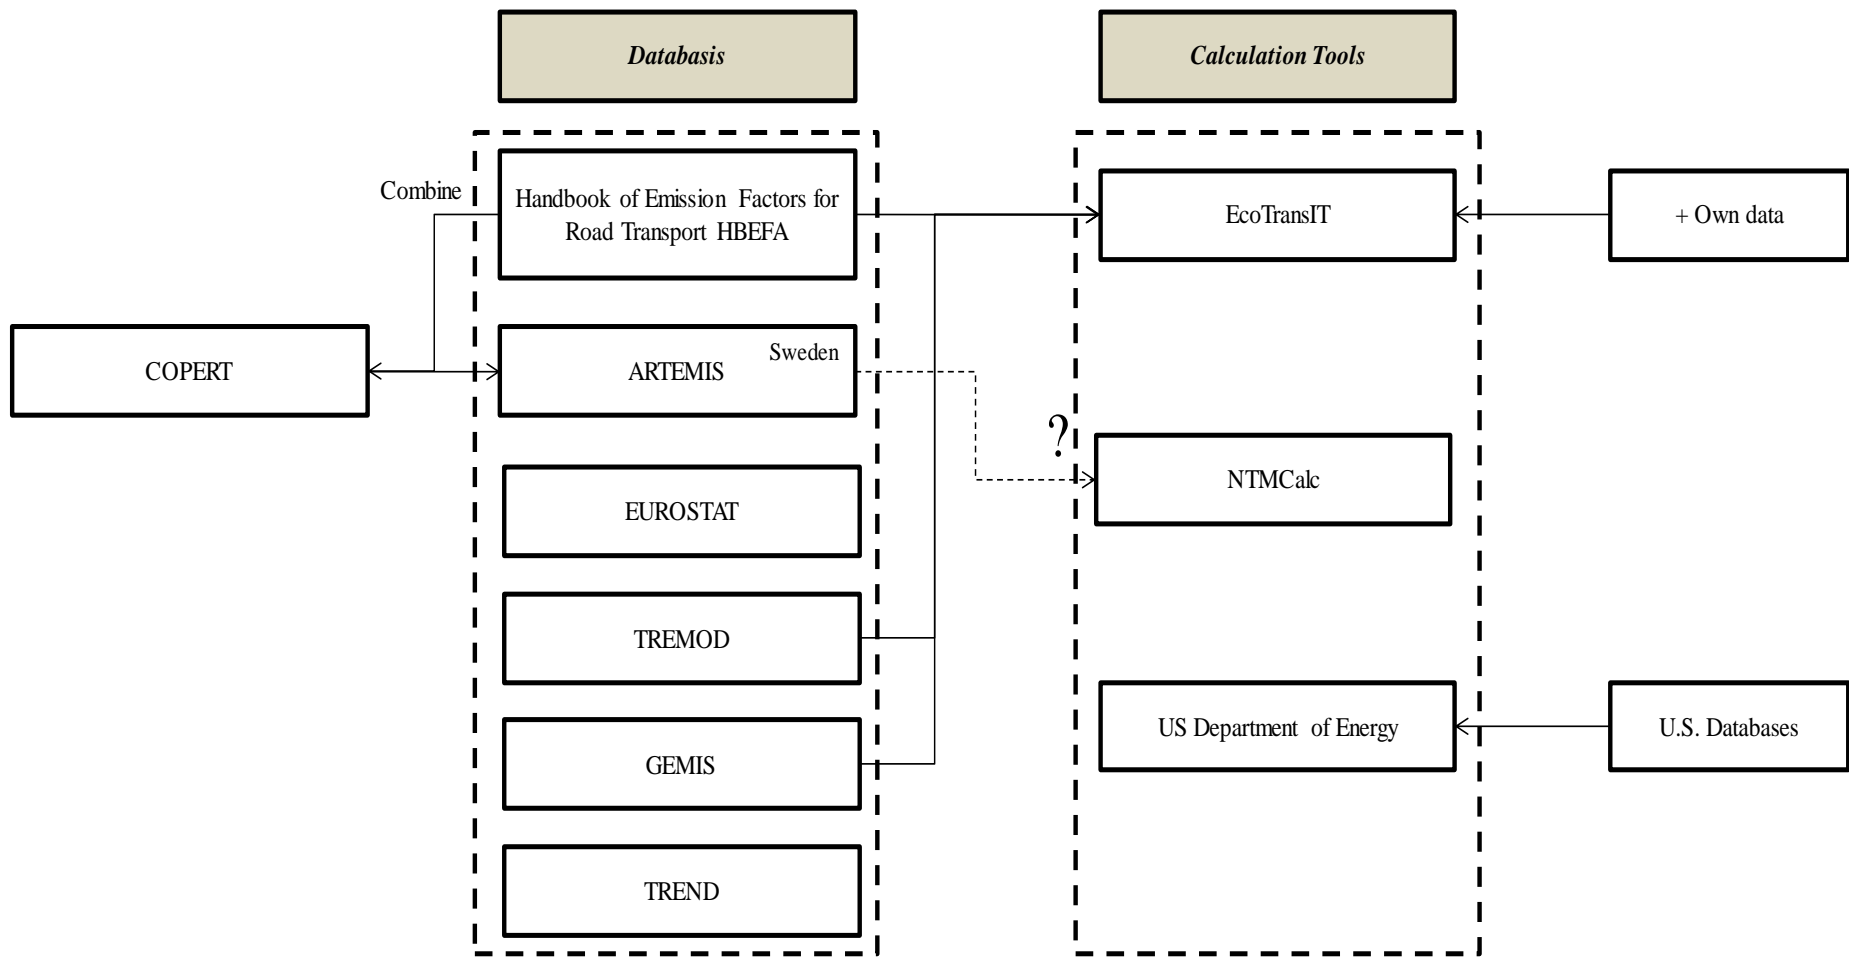 Databasis
Calculation Tools
Combine
Handbook of Emission Factors for
Road Transport HBEFA
EcoTransIT
+ Own data
COPERT
Sweden
ARTEMIS
?
NTMCalc
EUROSTAT
TREMOD
US Department of Energy
U.S. Databases
GEMIS
TREND